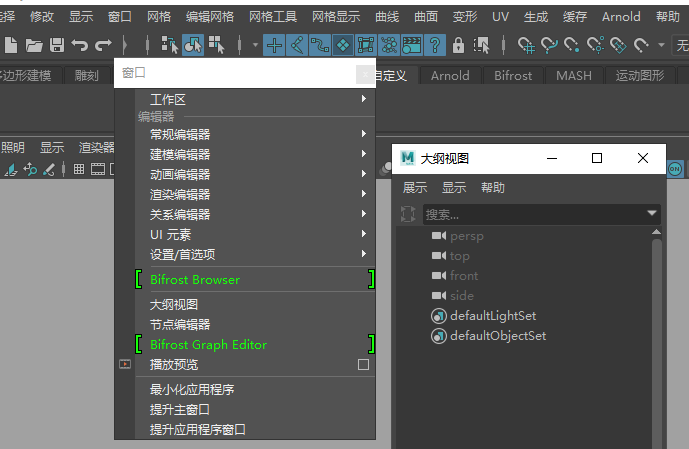 选择 修改 显示 窗口 网格 编辑网格 网格工具 网格显示 曲线 曲面 变形 UV 生成 缓存 Arnold 帮助
无
多边形建模 雕刻 自定义 Arnold Bifrost MASH 运动图形
照明 显示 渲染器
ON
窗口
工作区
编辑器
常规编辑器
建模编辑器
动画编辑器
渲染编辑器
关系编辑器
UI 元素
设置/首选项
Bifrost Browser
大纲视图
节点编辑器
Bifrost Graph Editor
播放预览
最小化应用程序
提升主窗口
提升应用程序窗口
M 大纲视图
展示 显示 帮助
搜索...
persp
top
front
side
defaultLightSet
defaultObjectSet